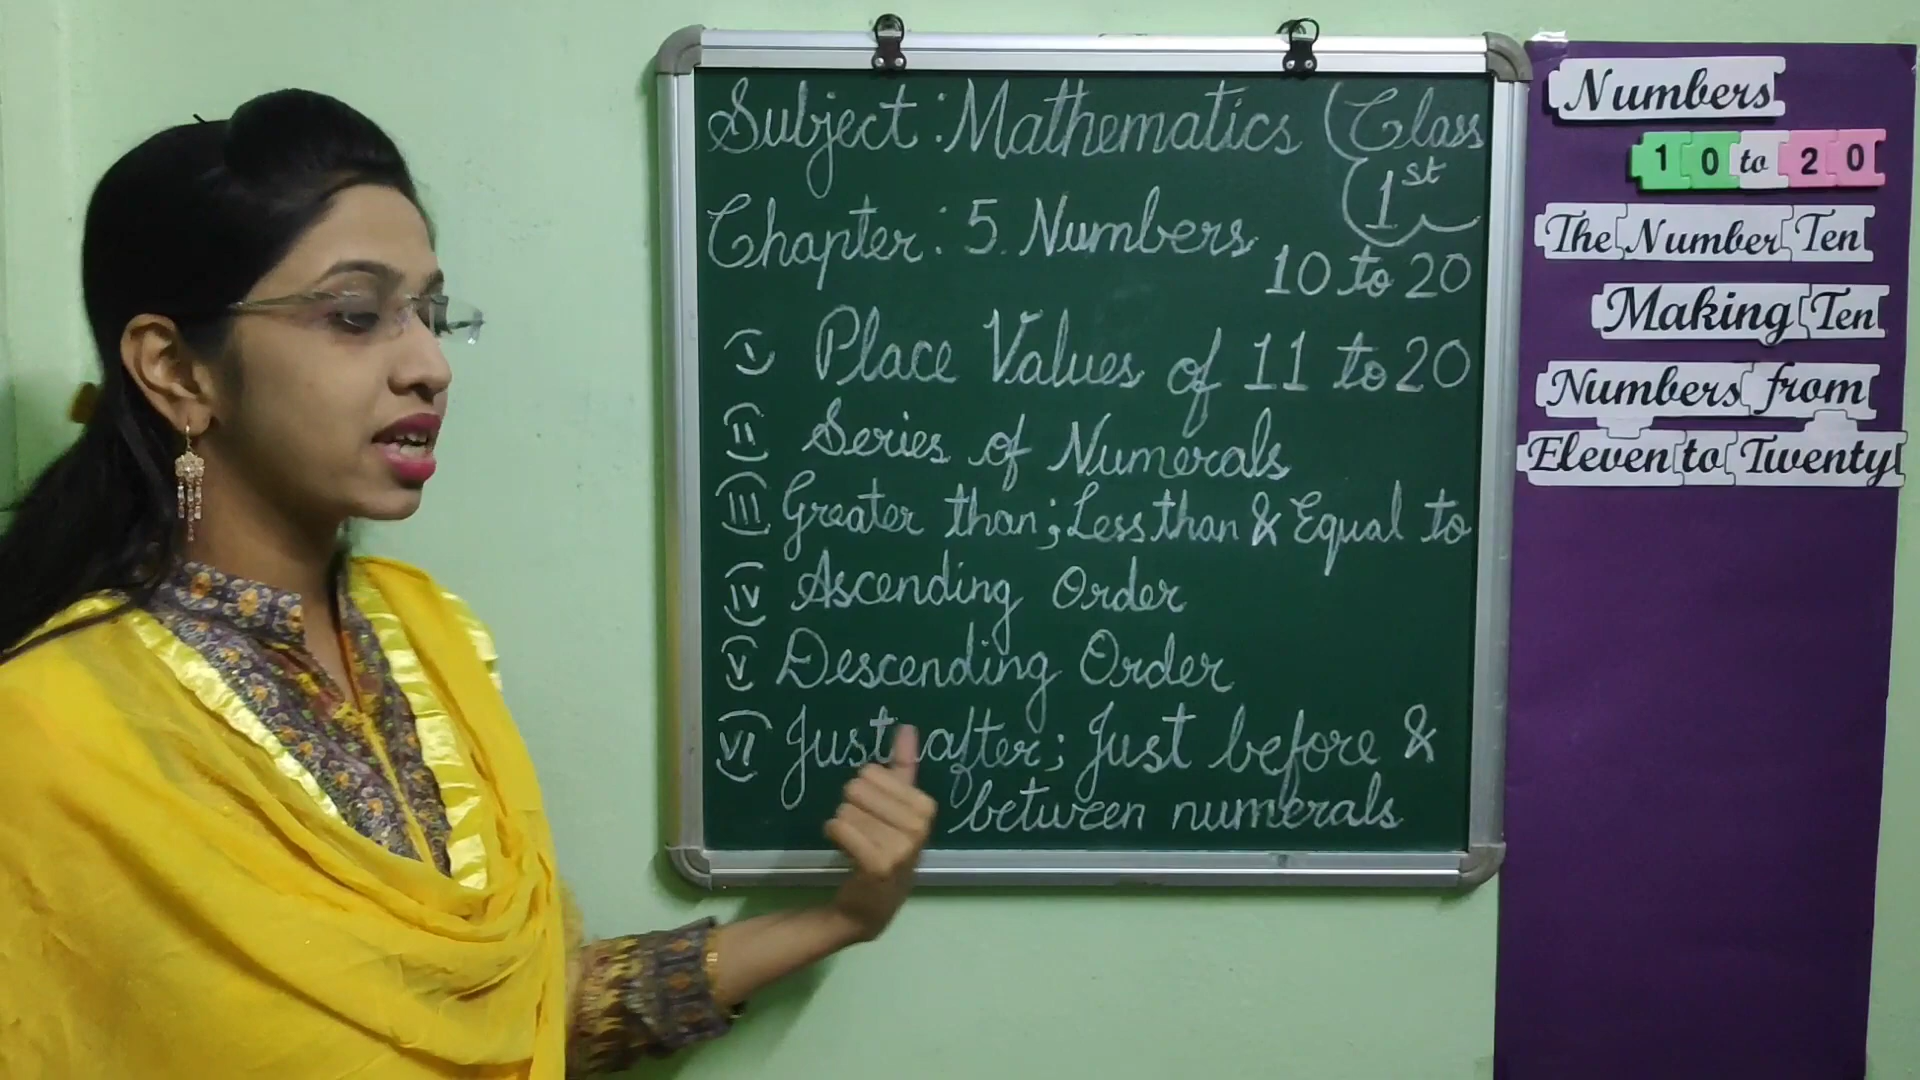 Subject : Mathematics (Class
1st
Chapter : 5. Numbers
10 to 20
(i) Place Values of 11 to 20
(ii) Series of Numerals
(iii) Greater than ; Less than & Equal to
(iv) Ascending Order
(v) Descending Order
(vi) Just after ; Just before &
between numerals
Numbers
10 to 20
The Number Ten
Making Ten
Numbers from
Eleven to Twenty